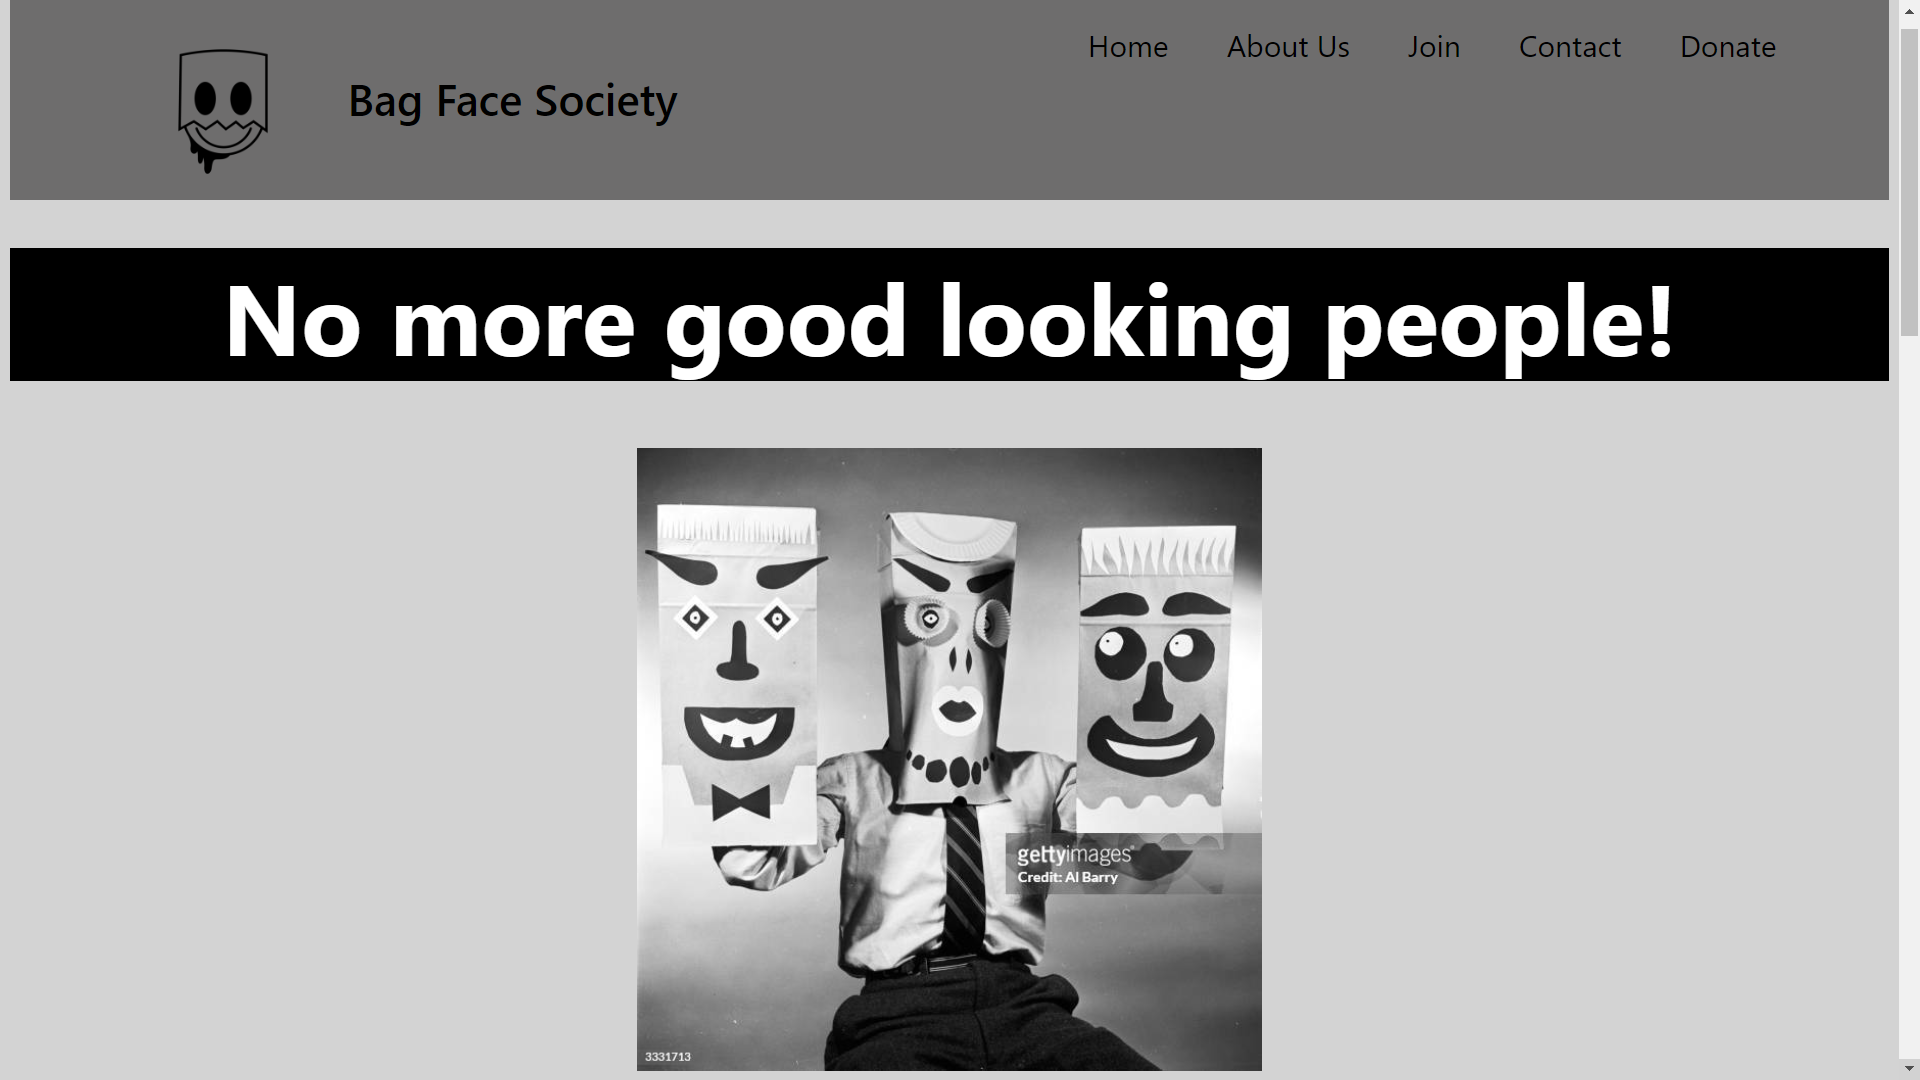 Home About Us Join Contact Donate
Bag Face Society
No more good looking people!
gettyimages
Credit: Al Barry
3331713